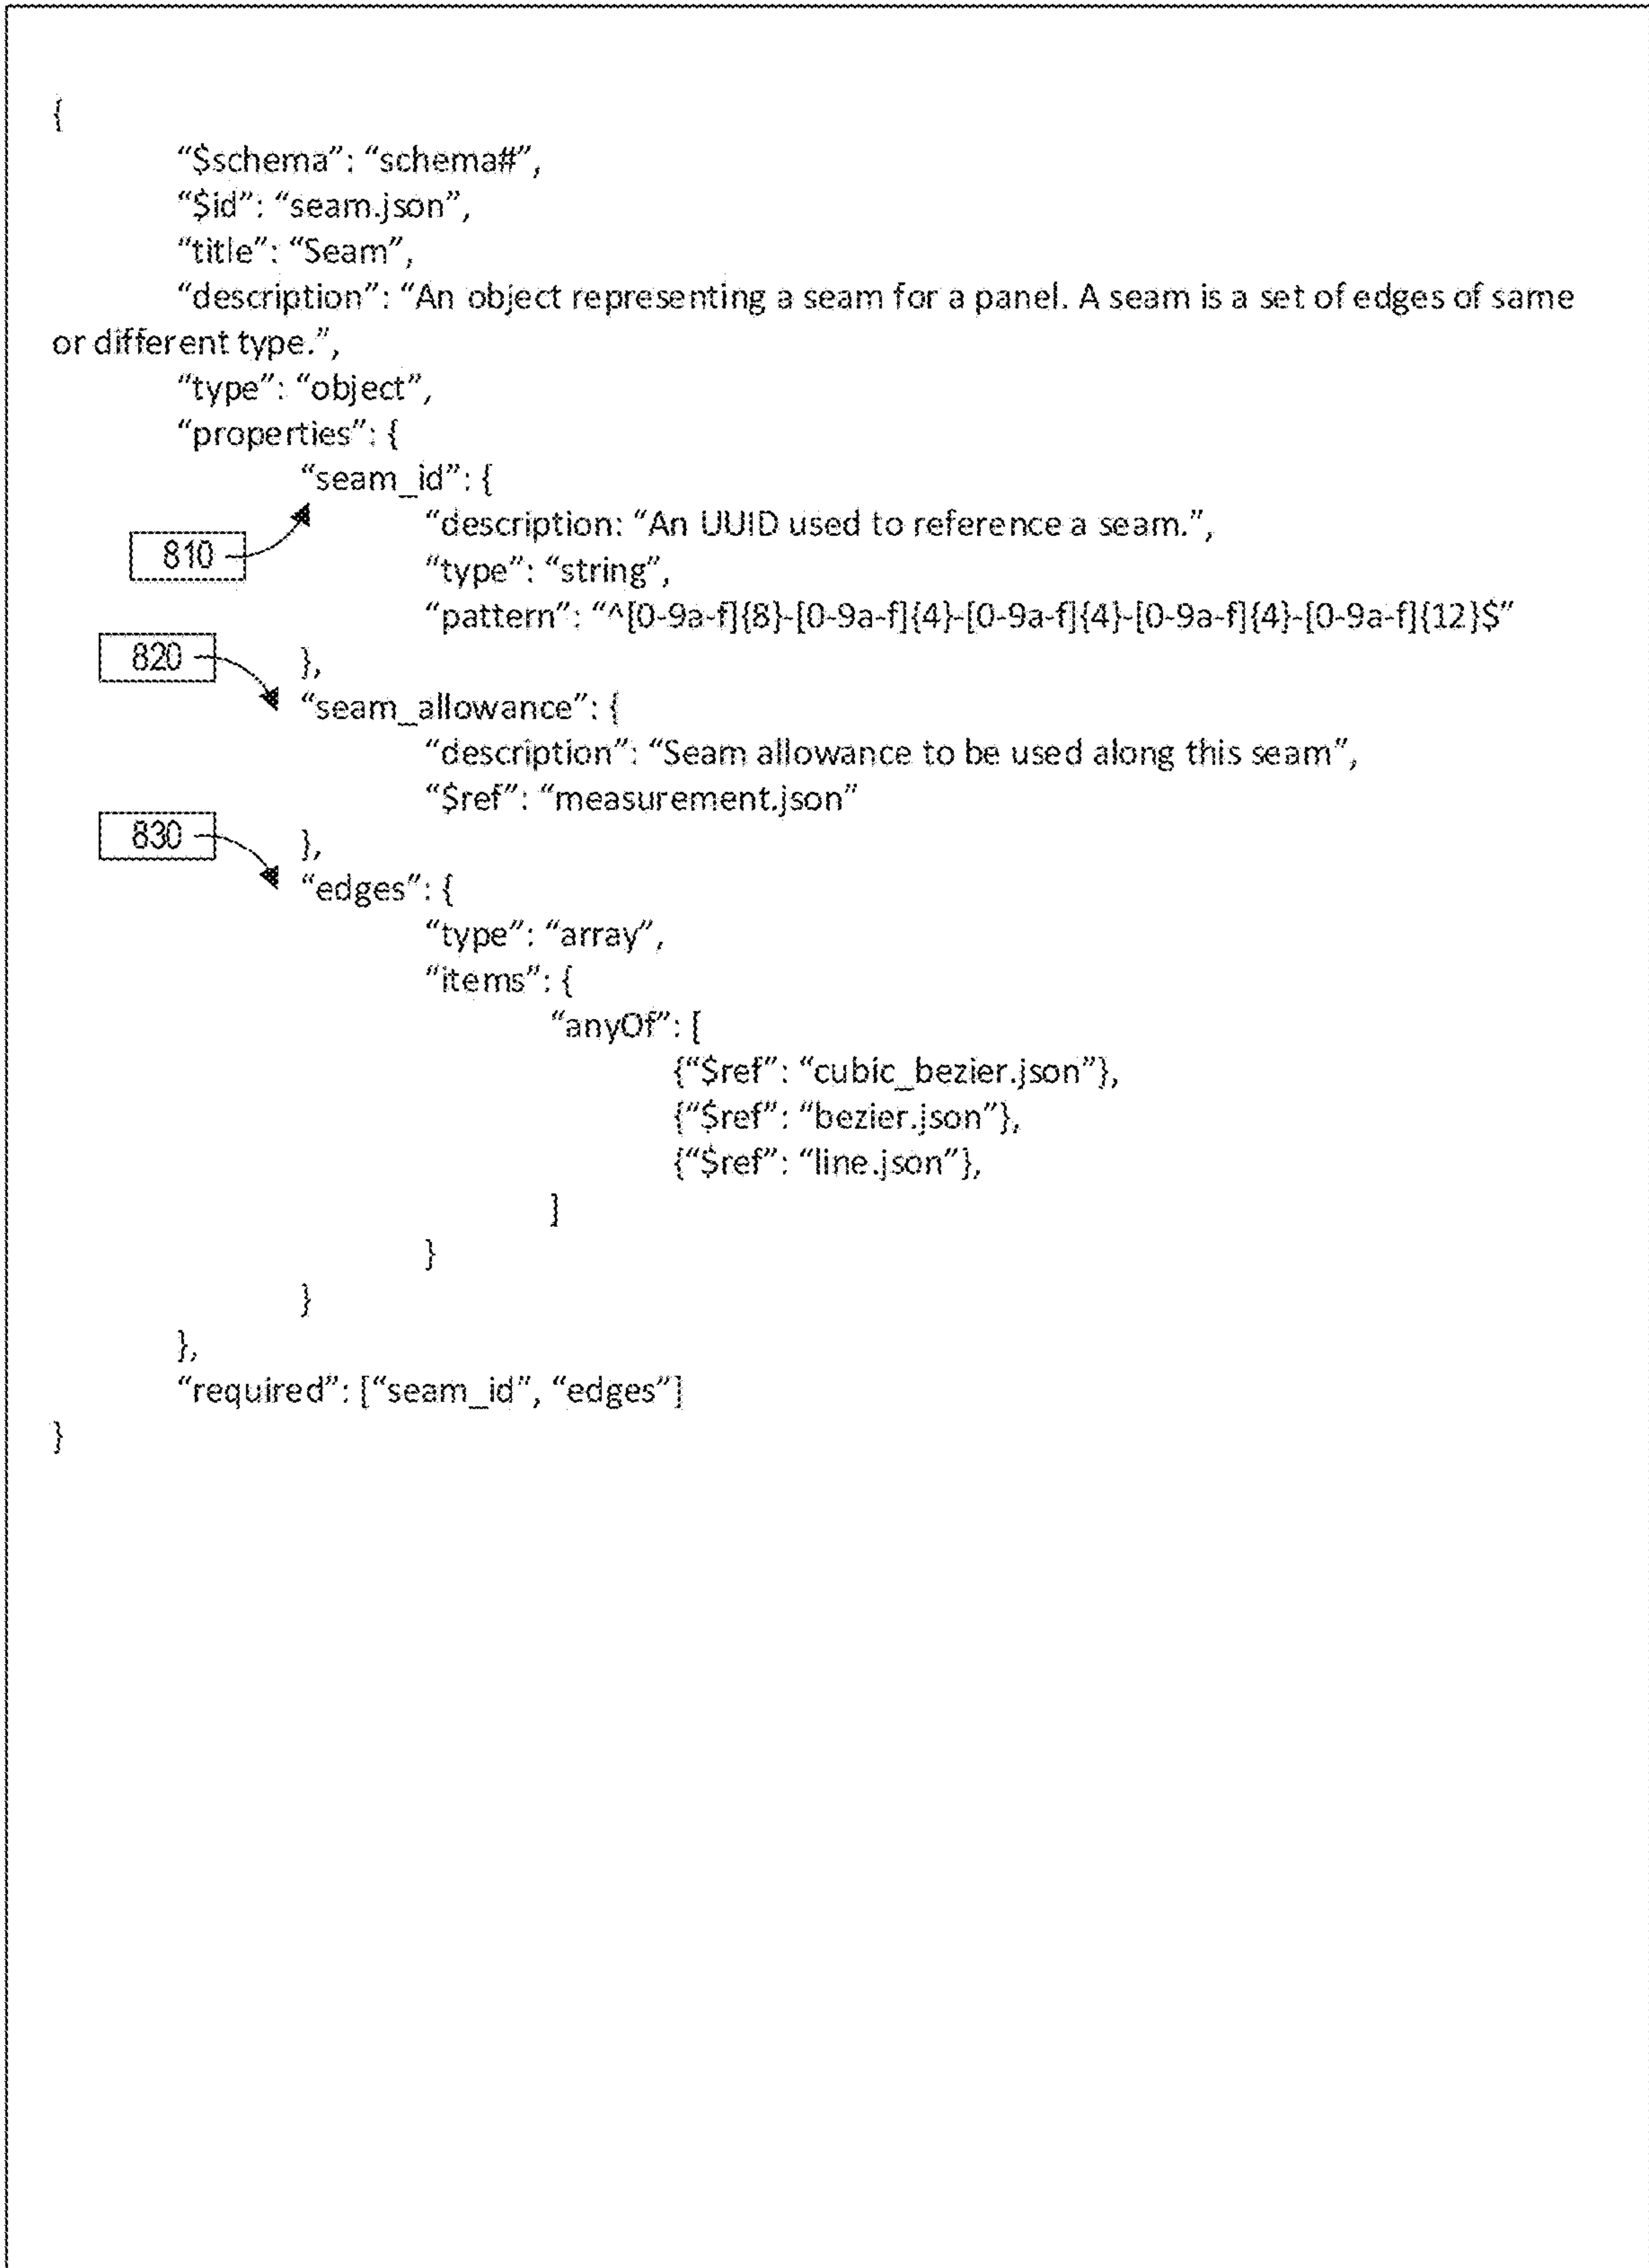 {
“$schema”: “schema#”,
“$id”: “seam.json”,
“title”: “Seam”,
“description”: “An object representing a seam for a panel. A seam is a set of edges of same
or different type.”,
“type”: “object”,
“properties”: {
“seam_id”: {
“description: “An UUID used to reference a seam.”,
810
“type”: “string”,
“pattern”: “^[0-9a-f]{8}-[0-9a-f]{4}-[0-9a-f]{4}-[0-9a-f]{4}-[0-9a-f]{12}$”
820
},
“seam_allowance”: {
“description”: “Seam allowance to be used along this seam”,
“$ref”: “measurement.json”
830
},
“edges”: {
“type”: “array”,
“items”: {
“anyOf”: [
{“$ref”: “cubic_bezier.json”},
{“$ref”: “bezier.json”},
{“$ref”: “line.json”},
]
}
}
},
“required”: [“seam_id”, “edges”]
}